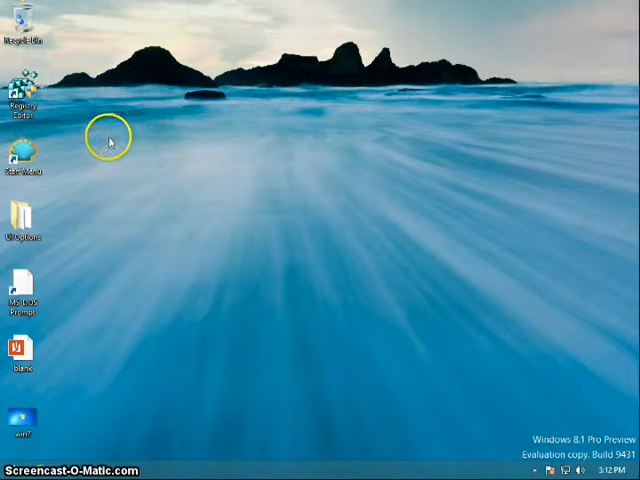 Recycle Bin
Registry
Editor
Start Menu
UI Options
MS-DOS
Prompt
blank
win7
Windows 8.1 Pro Preview
Evaluation copy. Build 9431
Screencast-O-Matic.com
3:12 PM